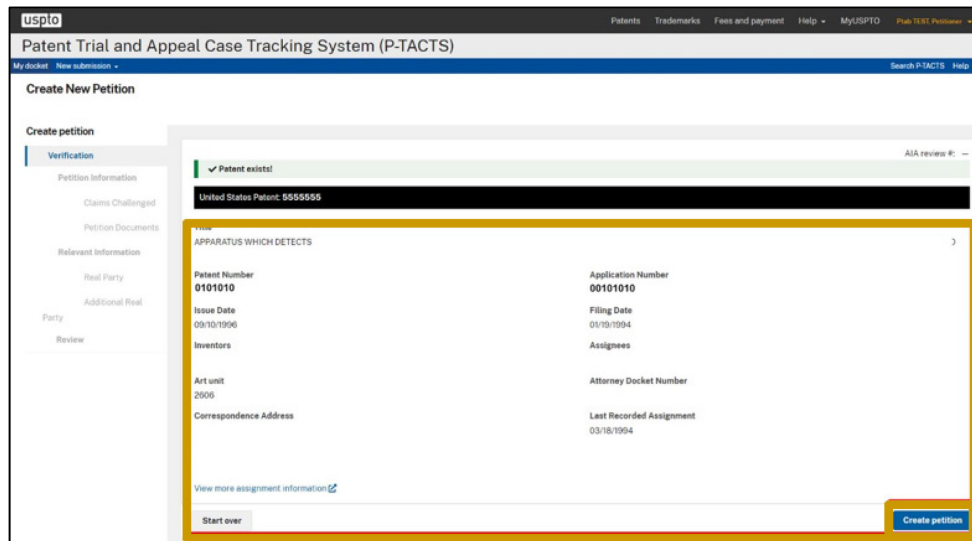 uspto
Patents Trademarks Fees and payment Help MyUSPTO Ptab TEST, Petitioner
Patent Trial and Appeal Case Tracking System (P-TACTS)
My docket New submission Search P-TACTS Help
Create New Petition
Create petition
Verification
Petition Information
Claims Challenged
Petition Documents
Relevant Information
Real Party
Additional Real
Party
Review
AIA review #: —
✓ Patent exists!
United States Patent: 5555555
Title
APPARATUS WHICH DETECTS
Patent Number
0101010
Application Number
00101010
Issue Date
09/10/1996
Filing Date
01/19/1994
Inventors
Assignees
Art unit
2606
Attorney Docket Number
Correspondence Address
Last Recorded Assignment
03/18/1994
View more assignment information
Start over
Create petition